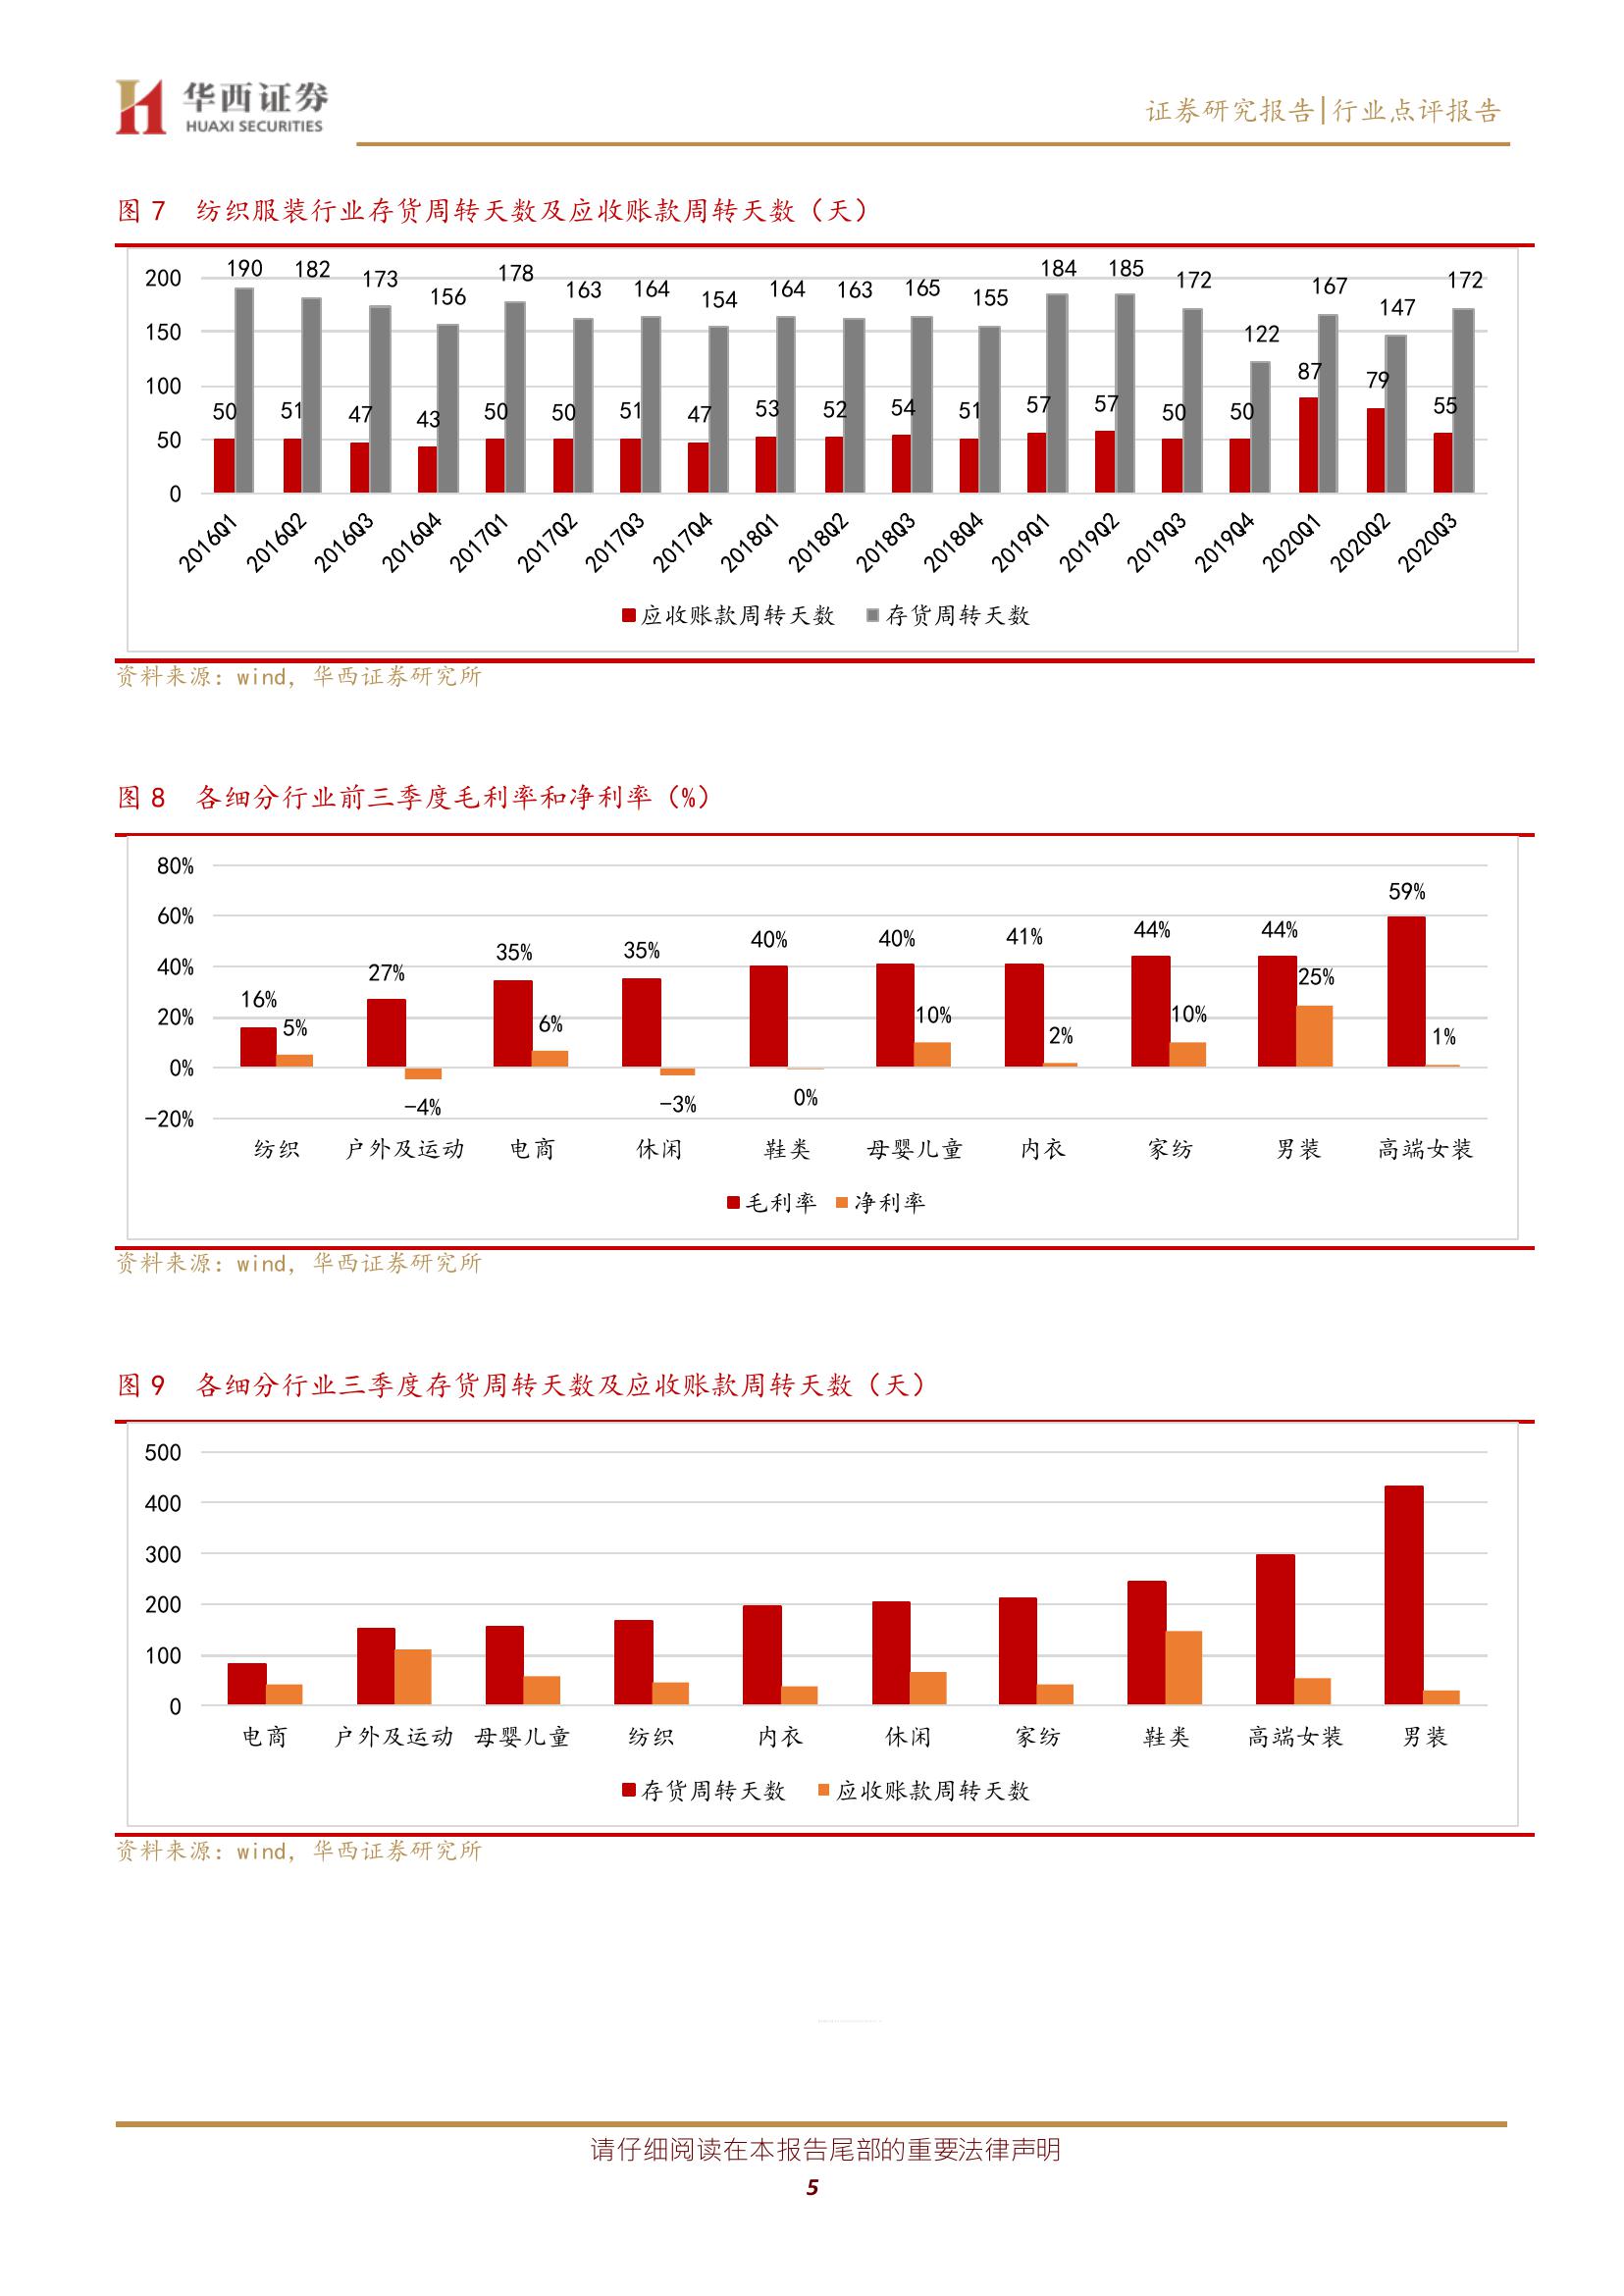 华西证券
HUAXI SECURITIES
证券研究报告|行业点评报告
图 7 纺织服装行业存货周转天数及应收账款周转天数（天）
190 182 173 156 178 163 164 154 164 163 165 155 184 185 172 122 167 147 172
50 51 47 43 50 50 51 47 53 52 54 51 57 57 50 50 87 79 55
200
150
100
50
0
2016Q1 2016Q2 2016Q3 2016Q4 2017Q1 2017Q2 2017Q3 2017Q4 2018Q1 2018Q2 2018Q3 2018Q4 2019Q1 2019Q2 2019Q3 2019Q4 2020Q1 2020Q2 2020Q3
应收账款周转天数 存货周转天数
资料来源：wind，华西证券研究所
图 8 各细分行业前三季度毛利率和净利率（%）
80%
60%
40%
20%
0%
-20%
16% 27% 35% 35% 40% 40% 41% 44% 44% 59%
5% -4% 6% -3% 0% 10% 2% 10% 25% 1%
纺织 户外及运动 电商 休闲 鞋类 母婴儿童 内衣 家纺 男装 高端女装
毛利率 净利率
资料来源：wind，华西证券研究所
图 9 各细分行业三季度存货周转天数及应收账款周转天数（天）
500
400
300
200
100
0
电商 户外及运动 母婴儿童 纺织 内衣 休闲 家纺 鞋类 高端女装 男装
存货周转天数 应收账款周转天数
资料来源：wind，华西证券研究所
请仔细阅读在本报告尾部的重要法律声明
5